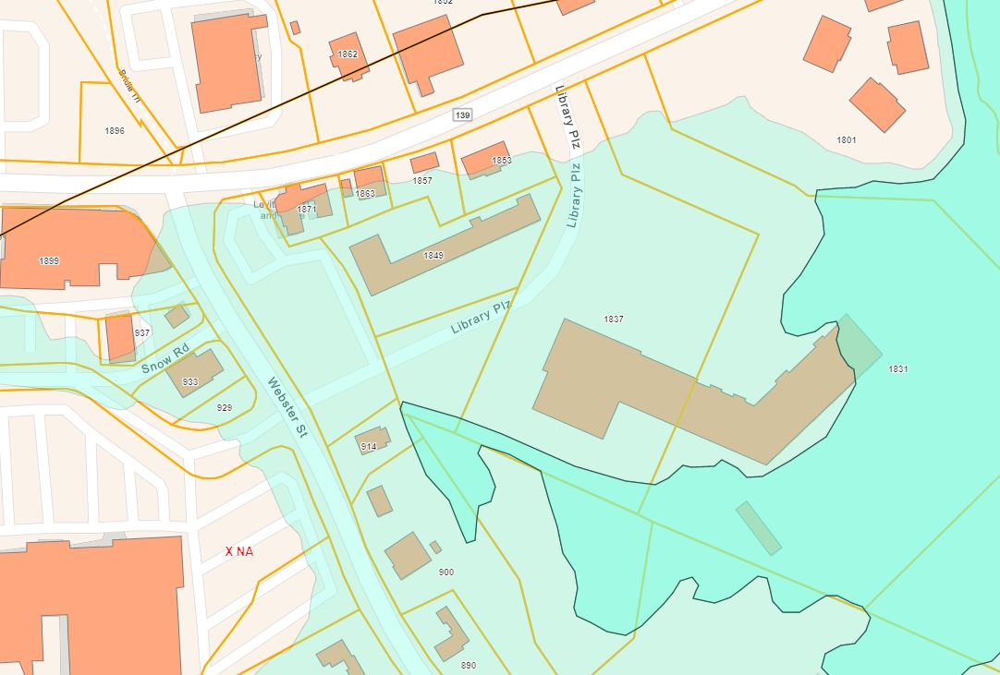 1852
1862
Bridle Trl
1896
139
Library Plz
1801
1853
1857
1863
1871
Library Plz
1849
1899
Library Plz
937
Snow Rd
1837
933
1831
929
Webster St
914
X NA
900
890